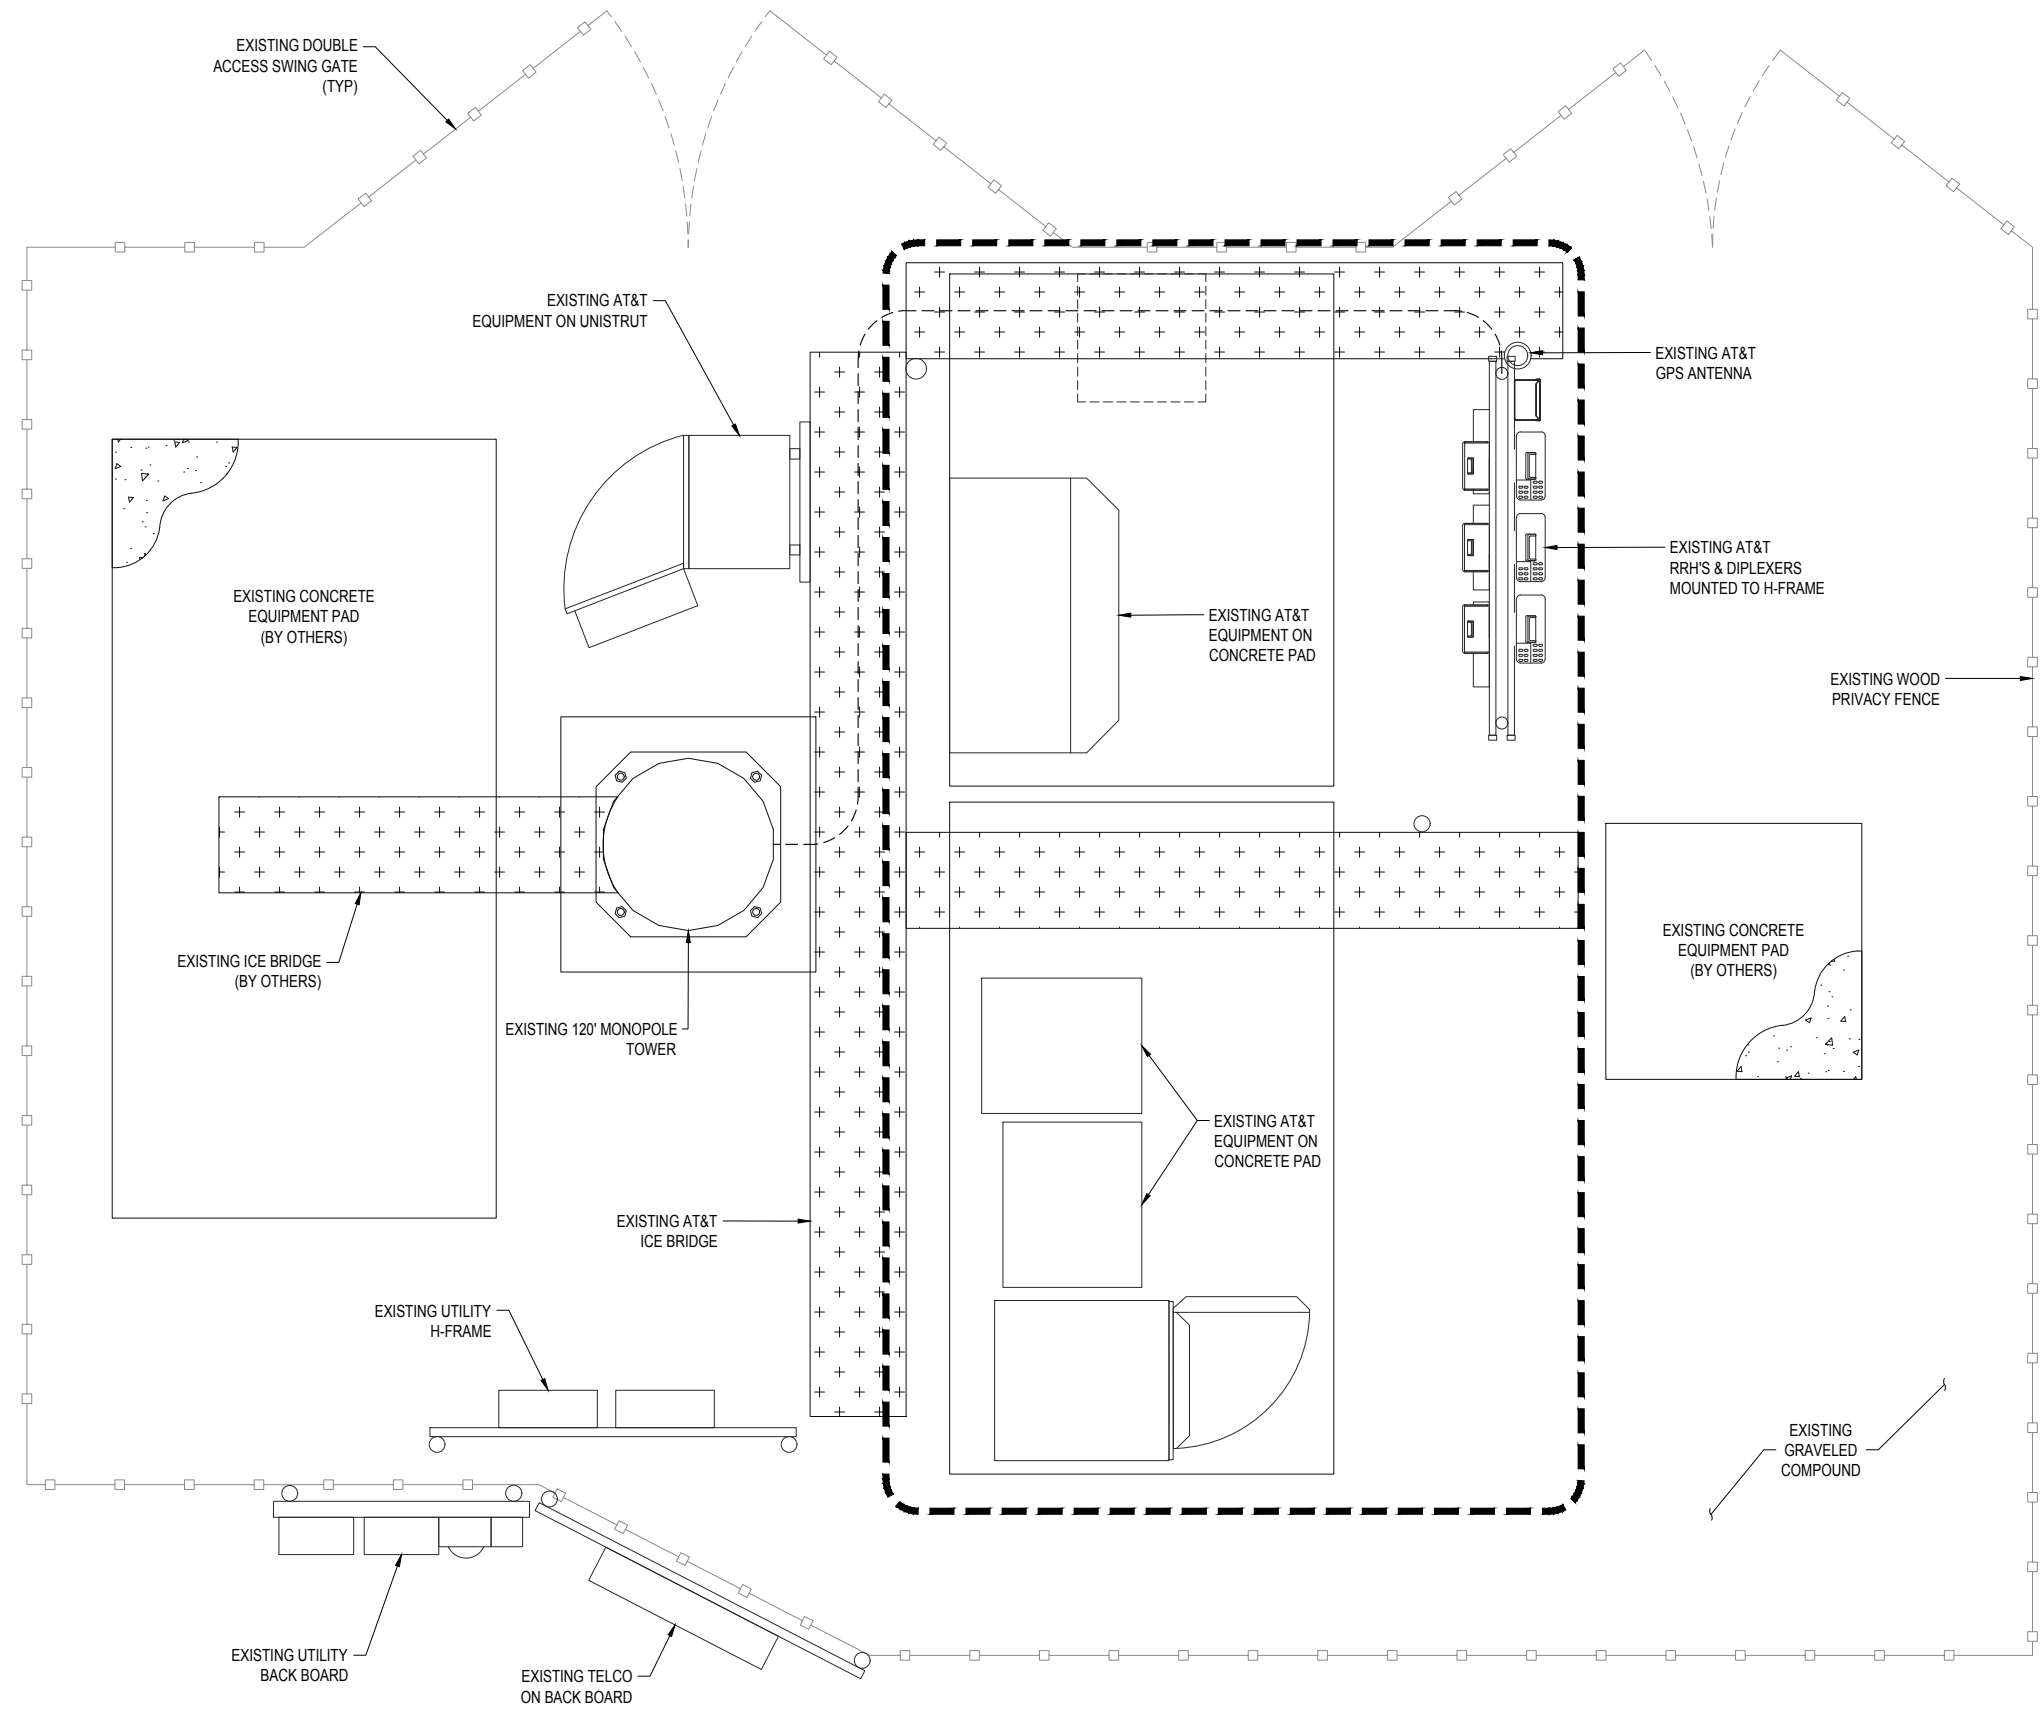 EXISTING DOUBLE
ACCESS SWING GATE
(TYP)
EXISTING AT&T
EQUIPMENT ON UNISTRUT
EXISTING AT&T
GPS ANTENNA
EXISTING AT&T
RRH'S & DIPLEXERS
MOUNTED TO H-FRAME
EXISTING CONCRETE
EQUIPMENT PAD
(BY OTHERS)
EXISTING AT&T
EQUIPMENT ON
CONCRETE PAD
EXISTING WOOD
PRIVACY FENCE
EXISTING ICE BRIDGE
(BY OTHERS)
EXISTING CONCRETE
EQUIPMENT PAD
(BY OTHERS)
EXISTING 120' MONOPOLE
TOWER
EXISTING AT&T
EQUIPMENT ON
CONCRETE PAD
EXISTING AT&T
ICE BRIDGE
EXISTING UTILITY
H-FRAME
EXISTING
GRAVELED
COMPOUND
EXISTING UTILITY
BACK BOARD
EXISTING TELCO
ON BACK BOARD